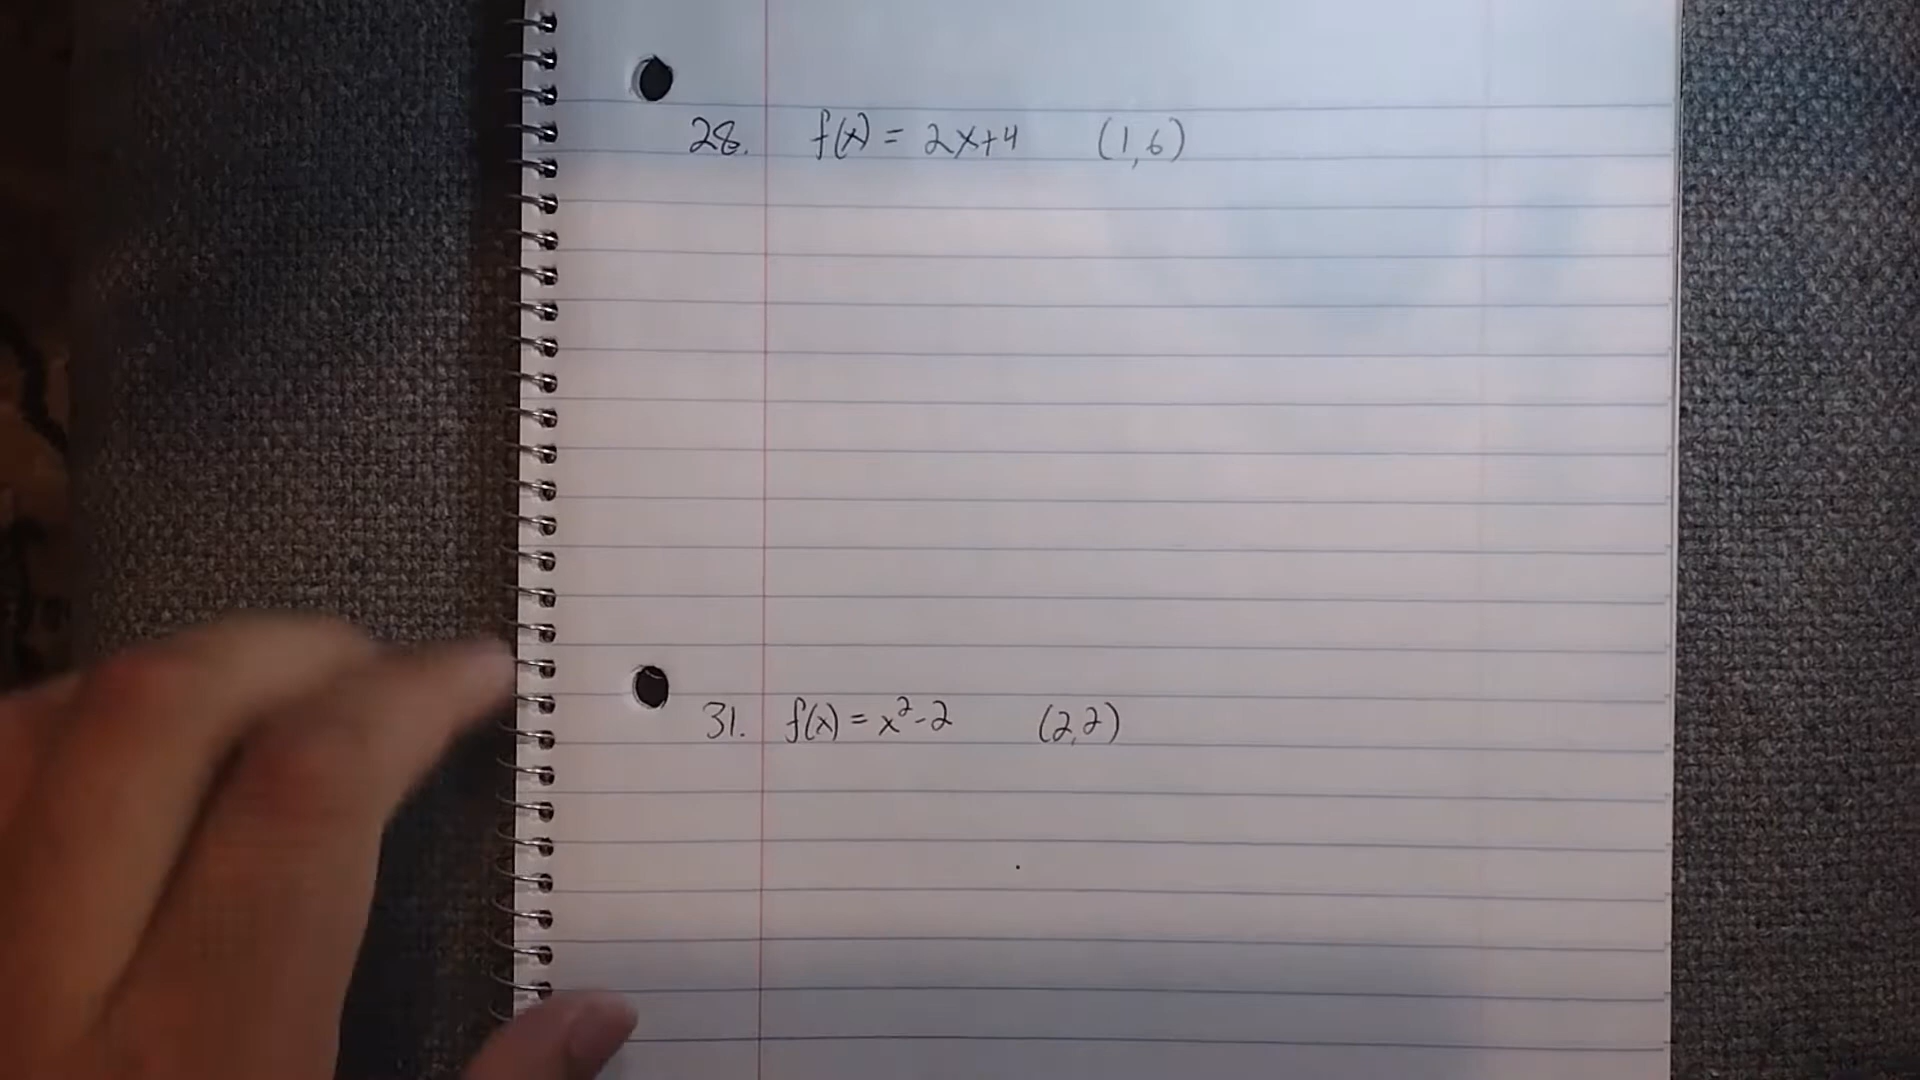 28. f(x) = 2x+4 (1,6)
31. f(x) = x²-2 (2,2)